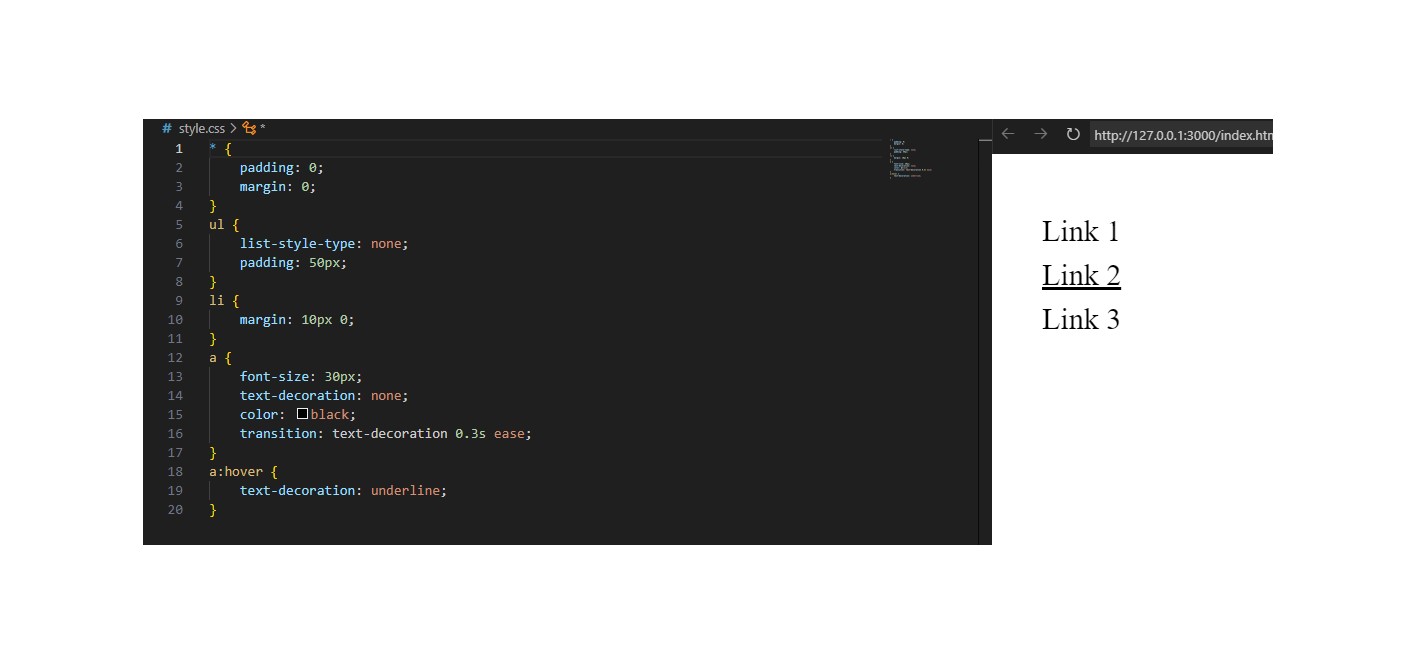 # style.css > *
1 * {
2 padding: 0;
3 margin: 0;
4 }
5 ul {
6 list-style-type: none;
7 padding: 50px;
8 }
9 li {
10 margin: 10px 0;
11 }
12 a {
13 font-size: 30px;
14 text-decoration: none;
15 color: black;
16 transition: text-decoration 0.3s ease;
17 }
18 a:hover {
19 text-decoration: underline;
20 }
http://127.0.0.1:3000/index.htm
Link 1
Link 2
Link 3